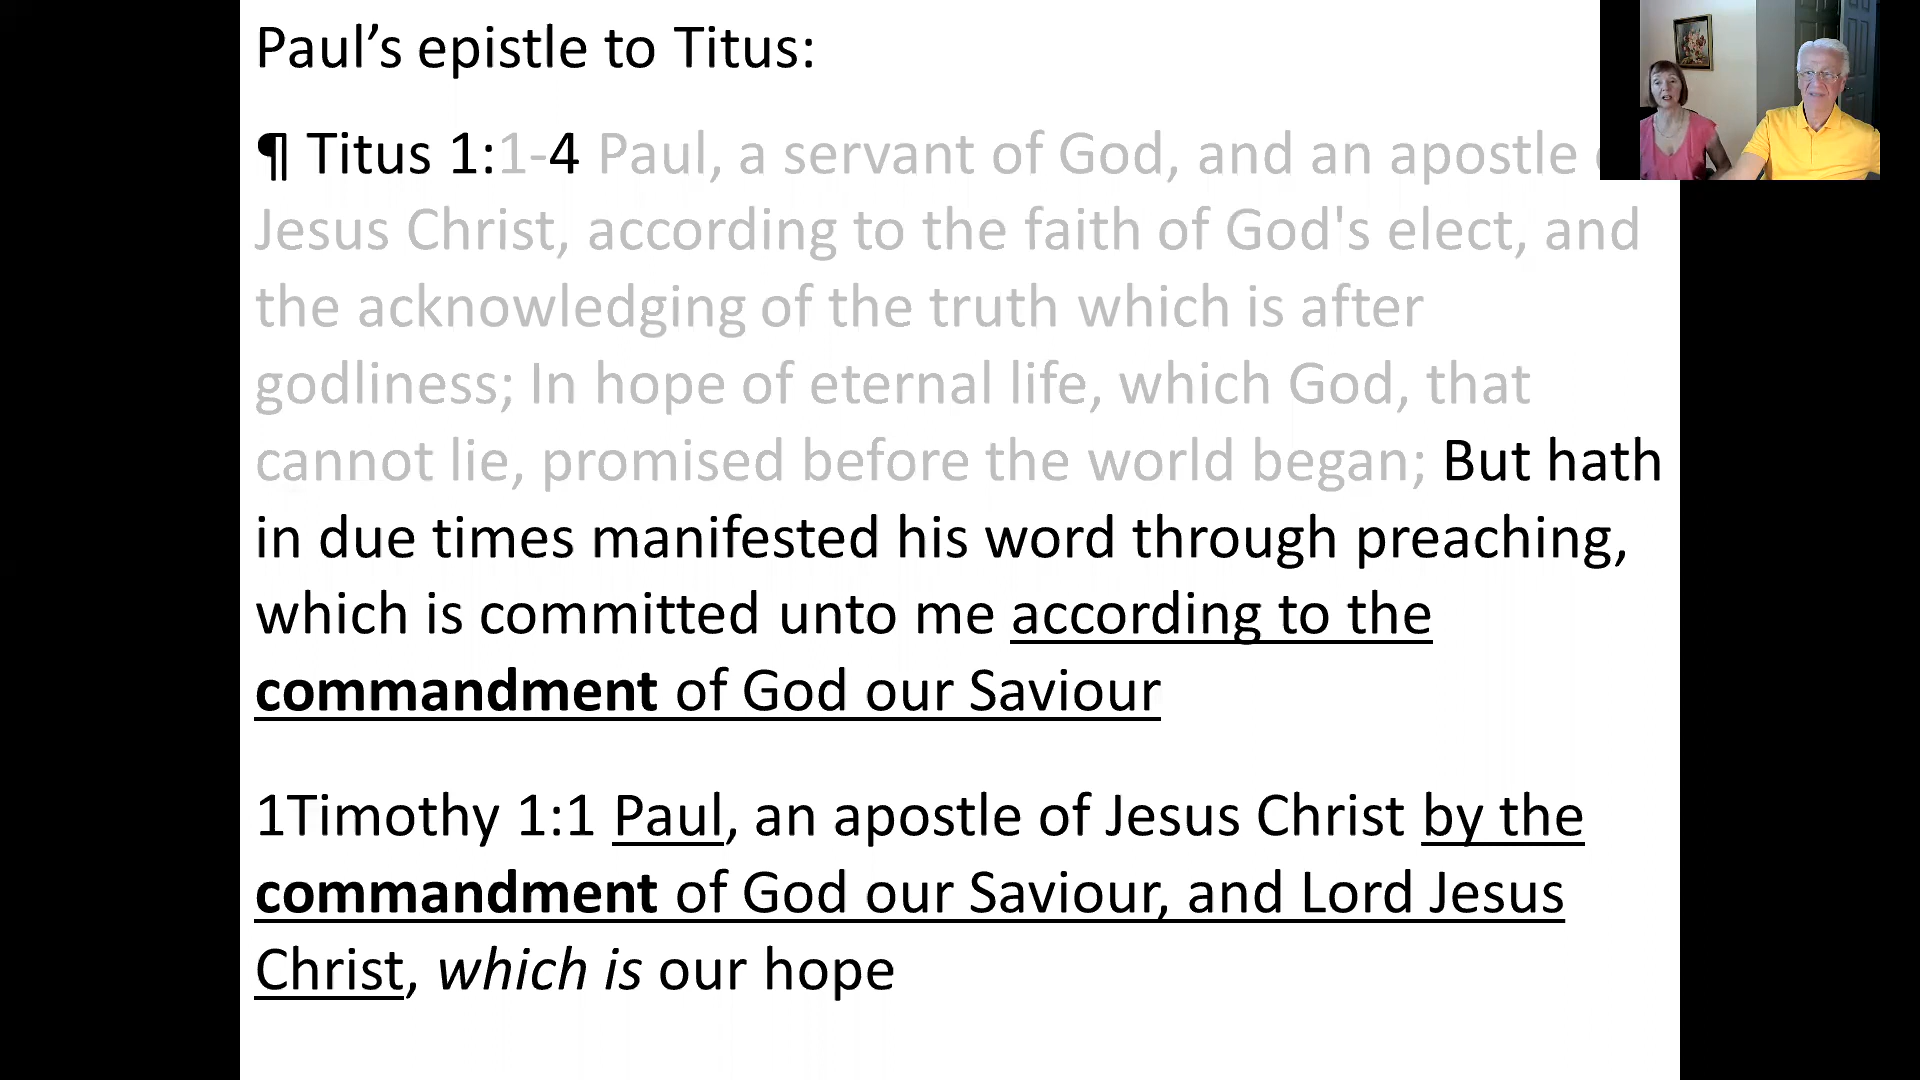 Paul’s epistle to Titus:
¶ Titus 1:1-4 Paul, a servant of God, and an apostle
Jesus Christ, according to the faith of God's elect, and
the acknowledging of the truth which is after
godliness; In hope of eternal life, which God, that
cannot lie, promised before the world began; But hath
in due times manifested his word through preaching,
which is committed unto me according to the
commandment of God our Saviour
1Timothy 1:1 Paul, an apostle of Jesus Christ by the
commandment of God our Saviour, and Lord Jesus
Christ, which is our hope